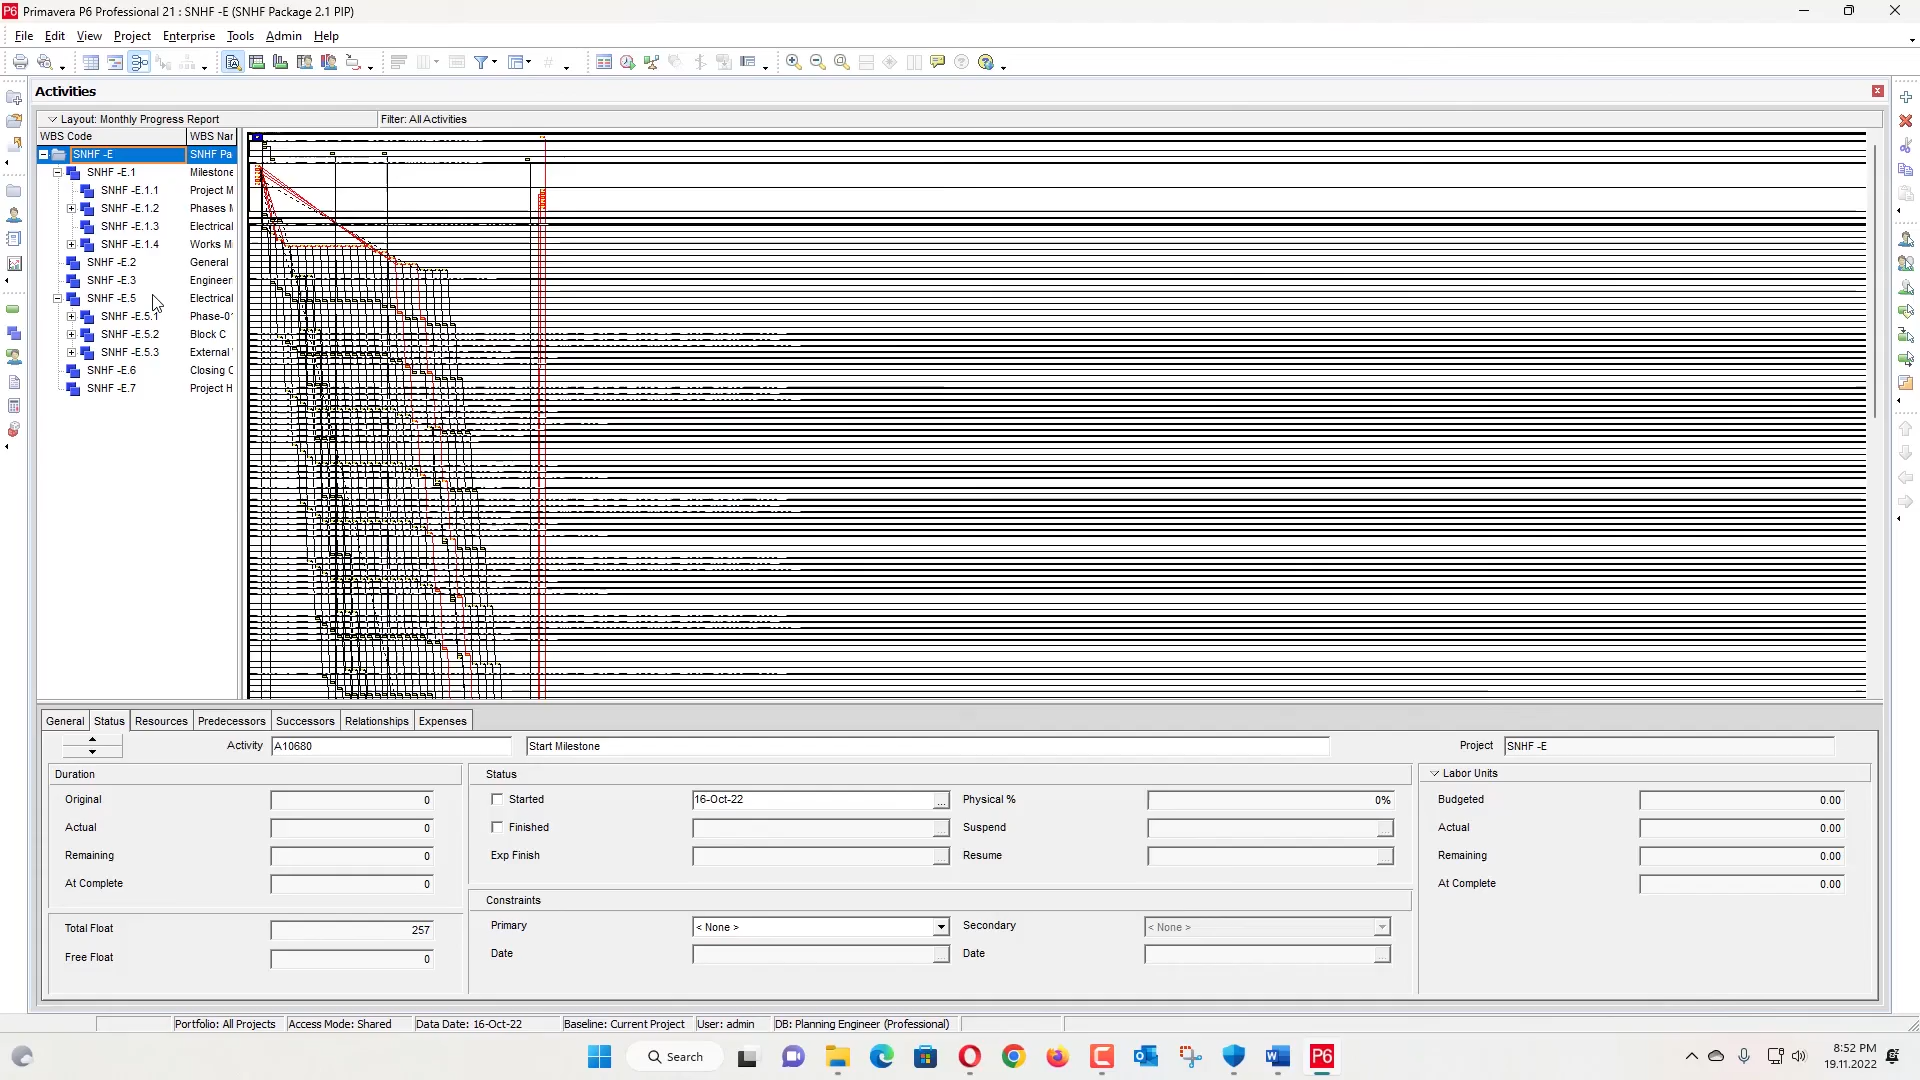 P6 Primavera P6 Professional 21 : SNHF -E (SNHF Package 2.1 PIP)
File Edit View Project Enterprise Tools Admin Help
Activities
Layout: Monthly Progress Report Filter: All Activities
WBS Code WBS Nar
SNHF -E SNHF Pa
SNHF -E.1 Milestone
SNHF -E.1.1 Project M
SNHF -E.1.2 Phases M
SNHF -E.1.3 Electrical
SNHF -E.1.4 Works Mi
SNHF -E.2 General
SNHF -E.3 Engineer
SNHF -E.5 Electrical
SNHF -E.5.1 Phase-01
SNHF -E.5.2 Block C
SNHF -E.5.3 External
SNHF -E.6 Closing C
SNHF -E.7 Project H
General Status Resources Predecessors Successors Relationships Expenses
Activity A10680 Start Milestone Project SNHF -E
Duration Status Labor Units
Original 0 Started 16-Oct-22 ... Physical % 0% Budgeted 0.00
Actual 0 Finished ... Suspend ... Actual 0.00
Remaining 0 Exp Finish ... Resume ... Remaining 0.00
At Complete 0 At Complete 0.00
Constraints
Total Float 257 Primary < None > Secondary < None >
Free Float 0 Date ... Date ...
Portfolio: All Projects Access Mode: Shared Data Date: 16-Oct-22 Baseline: Current Project User: admin DB: Planning Engineer (Professional)
Search P6 8:52 PM
19.11.2022